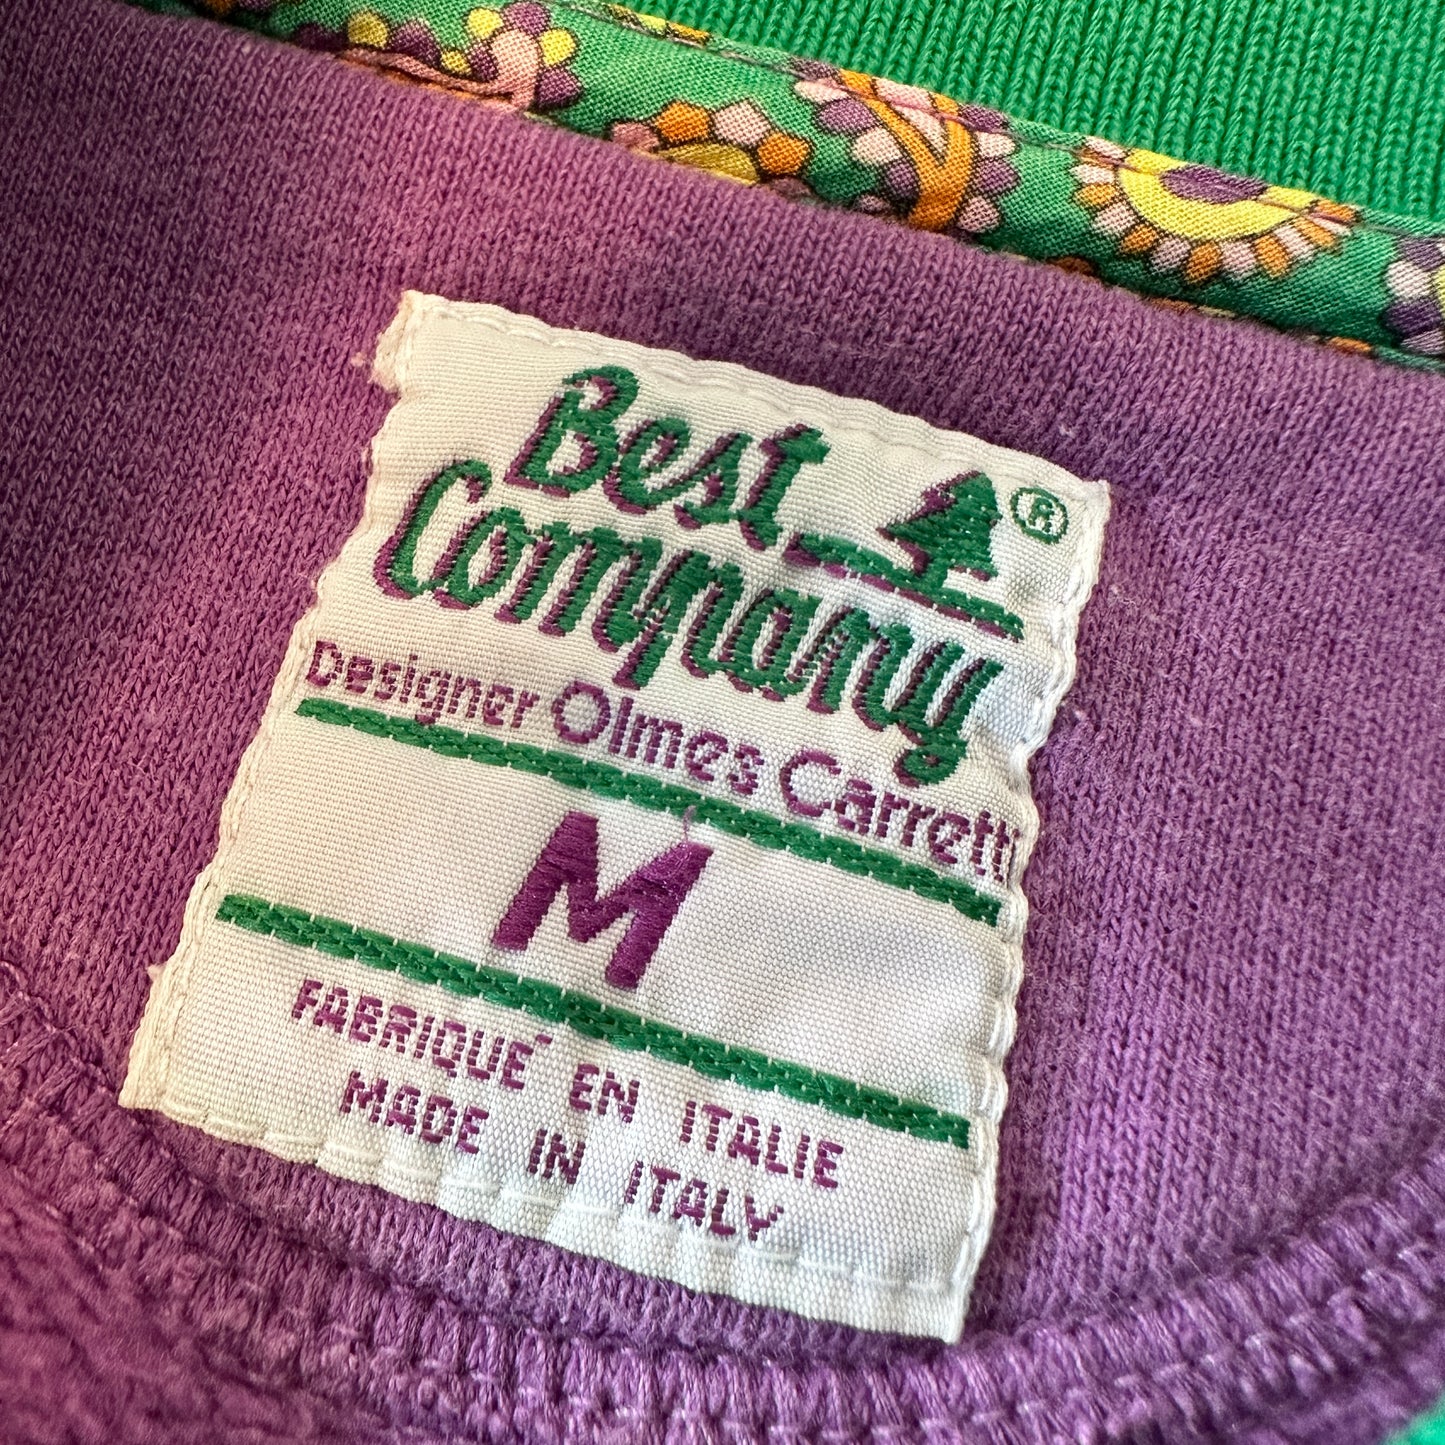 Best ®
Company
Designer Olmes Carretti
M
FABRIQUE' EN ITALIE
MADE IN ITALY